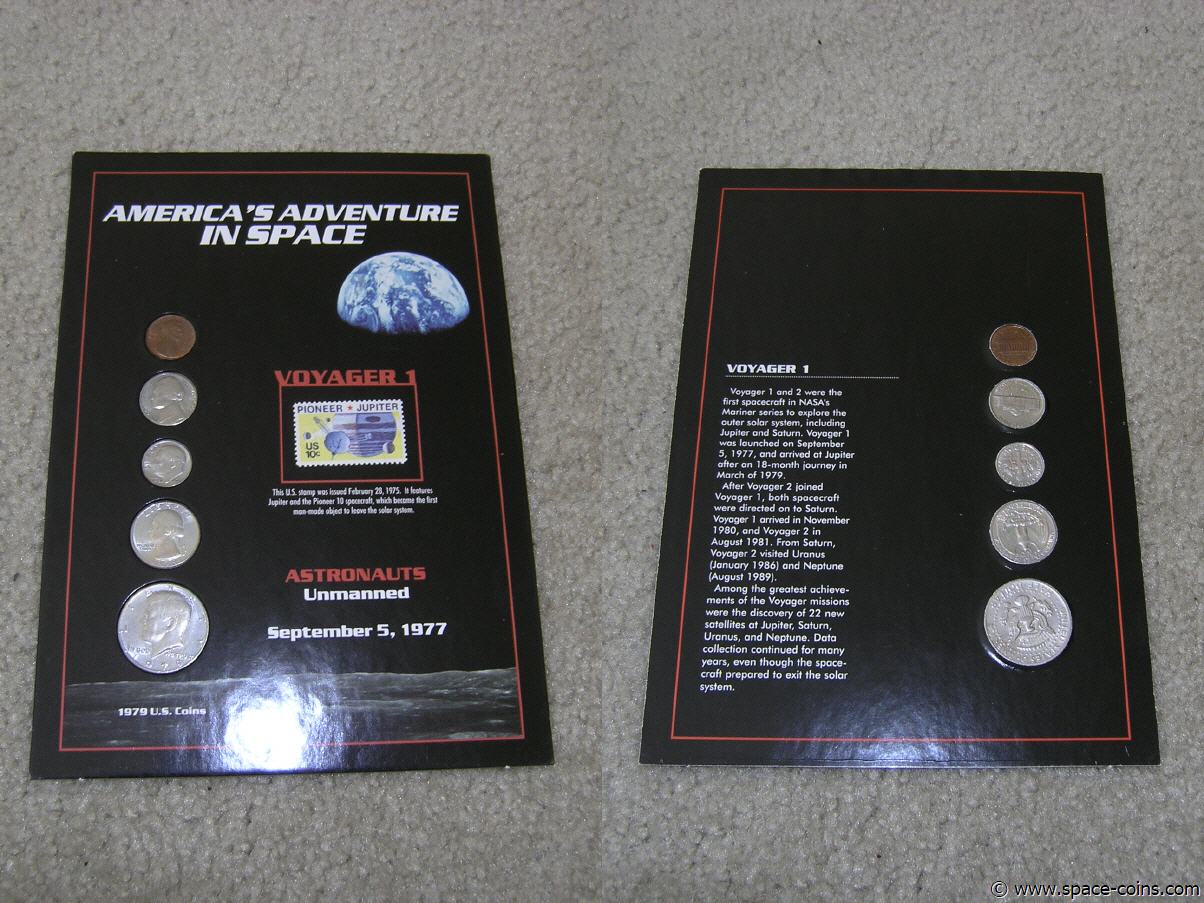 AMERICA'S ADVENTURE
IN SPACE
VOYAGER 1
PIONEER ★ JUPITER
US
10c
This U.S. stamp was issued February 28, 1975. It features
Jupiter and the Pioneer 10 spacecraft, which became the first
man-made object to leave the solar system.
ASTRONAUTS
Unmanned
September 5, 1977
1979 U.S. Coins
VOYAGER 1
Voyager 1 and 2 were the
first spacecraft in NASA's
Mariner series to explore the
outer solar system, including
Jupiter and Saturn. Voyager 1
was launched on September
5, 1977, and arrived at Jupiter
after an 18-month journey in
March of 1979.
After Voyager 2 joined
Voyager 1, both spacecraft
were directed on to Saturn.
Voyager 1 arrived in November
1980, and Voyager 2 in
August 1981. From Saturn,
Voyager 2 visited Uranus
(January 1986) and Neptune
(August 1989).
Among the greatest achieve-
ments of the Voyager missions
were the discovery of 22 new
satellites at Jupiter, Saturn,
Uranus, and Neptune. Data
collection continued for many
years, even though the space-
craft prepared to exit the solar
system.
© www.space-coins.com